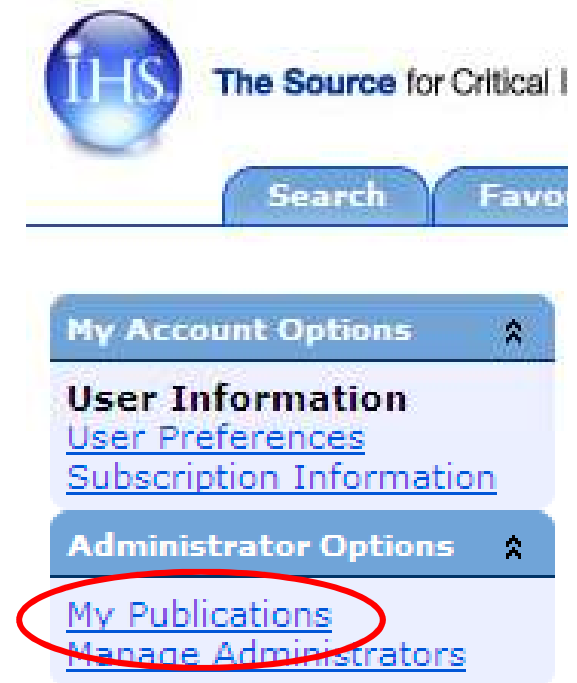 IHS
The Source for Critical
Search Favo
My Account Options
User Information
User Preferences
Subscription Information
Administrator Options
My Publications
Manage Administrators